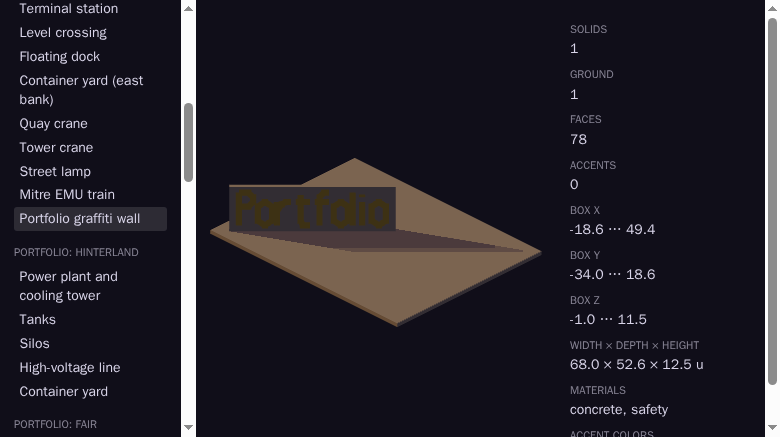 Terminal station
Level crossing
Floating dock
Container yard (east
bank)
Quay crane
Tower crane
Street lamp
Mitre EMU train
Portfolio graffiti wall
PORTFOLIO: HINTERLAND
Power plant and
cooling tower
Tanks
Silos
High-voltage line
Container yard
PORTFOLIO: FAIR
Portfolio
SOLIDS
1
GROUND
1
FACES
78
ACCENTS
0
BOX X
-18.6 ··· 49.4
BOX Y
-34.0 ··· 18.6
BOX Z
-1.0 ··· 11.5
WIDTH × DEPTH × HEIGHT
68.0 × 52.6 × 12.5 u
MATERIALS
concrete, safety
ACCENT COLORS